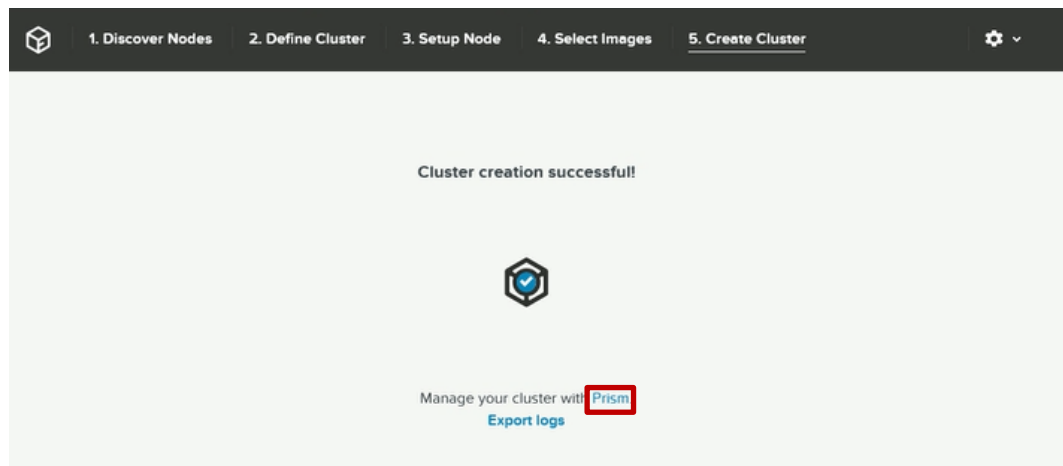 1. Discover Nodes 2. Define Cluster 3. Setup Node 4. Select Images 5. Create Cluster
Cluster creation successful!
Manage your cluster with Prism.
Export logs